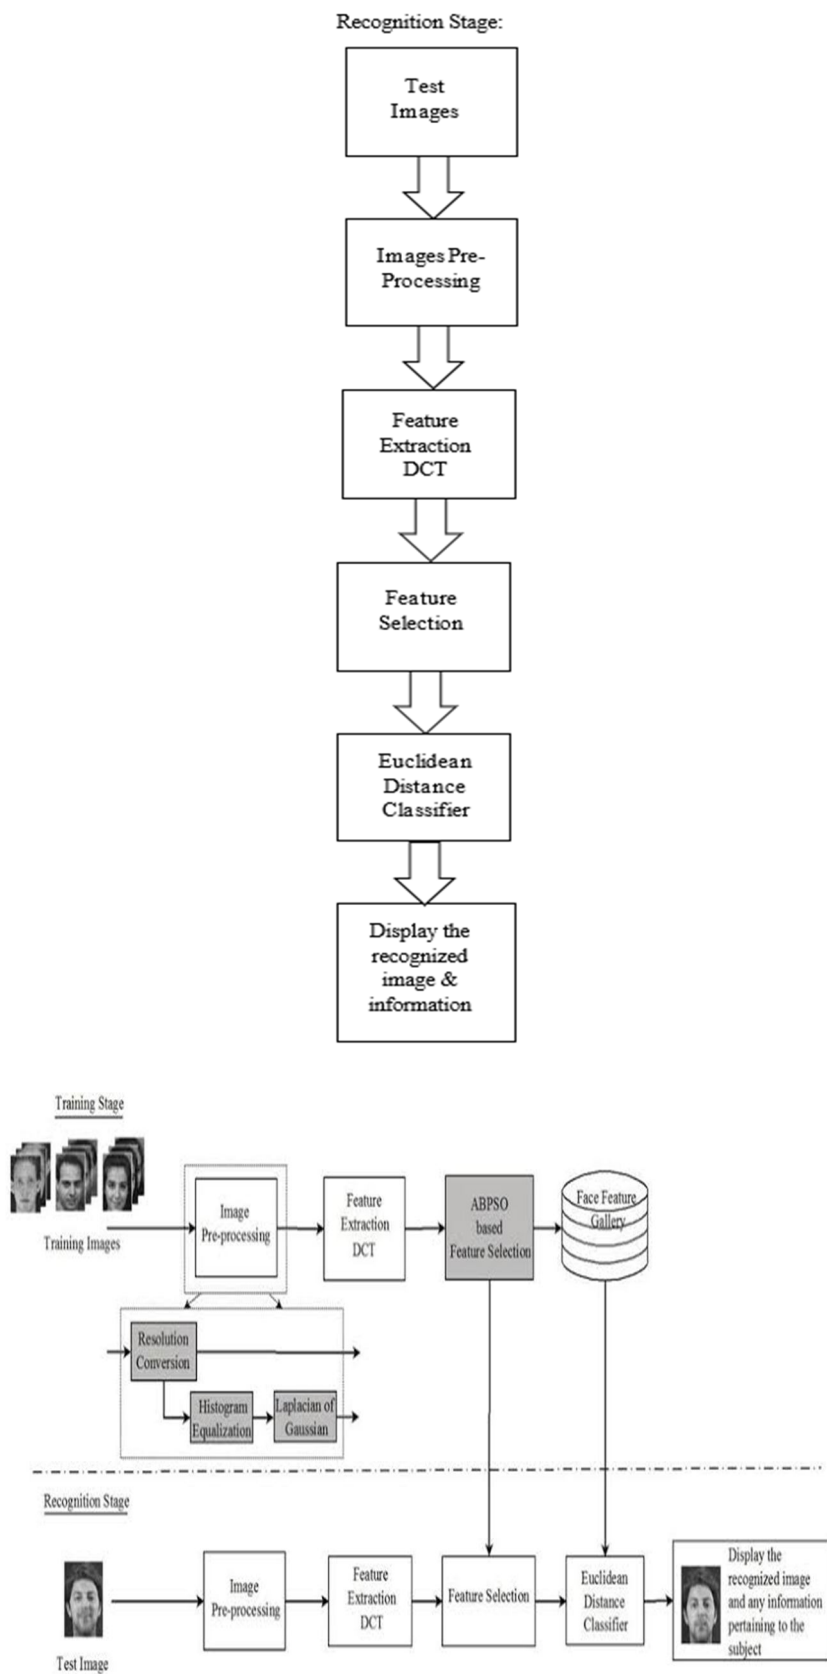 Recognition Stage:
Test
Images
Images Pre-
Processing
Feature
Extraction
DCT
Feature
Selection
Euclidean
Distance
Classifier
Display the
recognized
image &
information
Training Stage
Training Images
Image
Pre-processing
Feature
Extraction
DCT
ABPSO
based
Feature Selection
Face Feature
Gallery
Resolution
Conversion
Histogram
Equalization
Laplacian of
Gaussian
Recognition Stage
Test Image
Image
Pre-processing
Feature
Extraction
DCT
Feature Selection
Euclidean
Distance
Classifier
Display the
recognized image
and any information
pertaining to the
subject